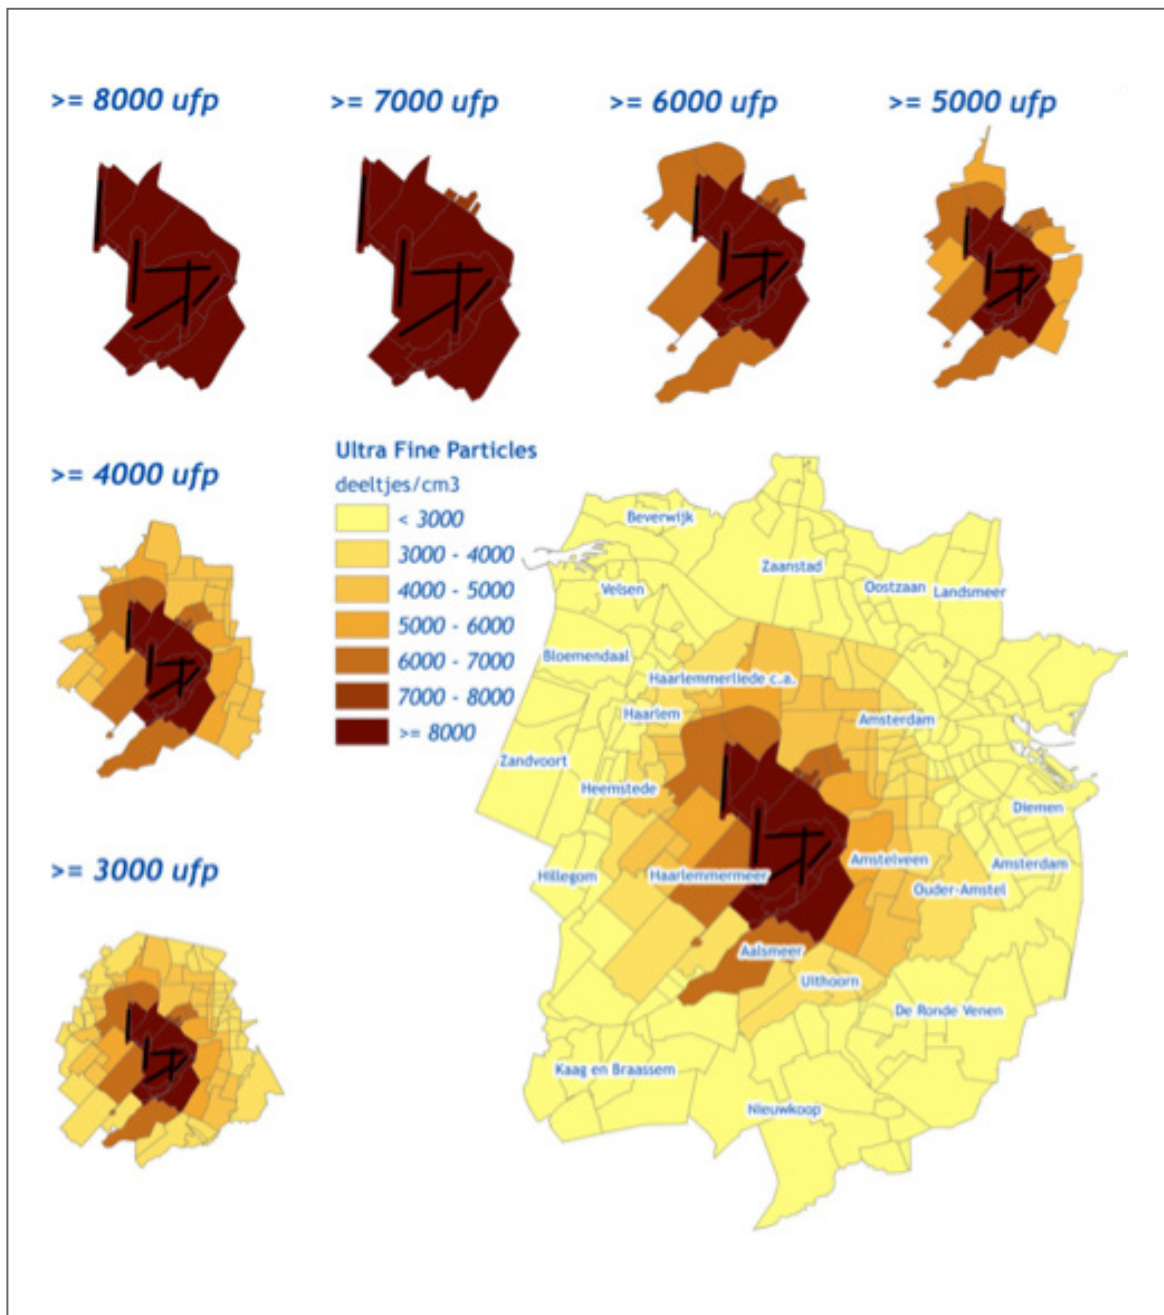 >= 8000 ufp
>= 7000 ufp
>= 6000 ufp
>= 5000 ufp
>= 4000 ufp
>= 3000 ufp
Ultra Fine Particles
deeltjes/cm3
< 3000
3000 - 4000
4000 - 5000
5000 - 6000
6000 - 7000
7000 - 8000
>= 8000
Beverwijk
Zaanstad
Velsen
Oostzaan
Landsmeer
Bloemendaal
Haarlemmerliede c.a.
Haarlem
Amsterdam
Zandvoort
Heemstede
Diemen
Amstelveen
Amsterdam
Hillegom
Haarlemmermeer
Ouder-Amstel
Aalsmeer
Uithoorn
De Ronde Venen
Kaag en Braassem
Nieuwkoop